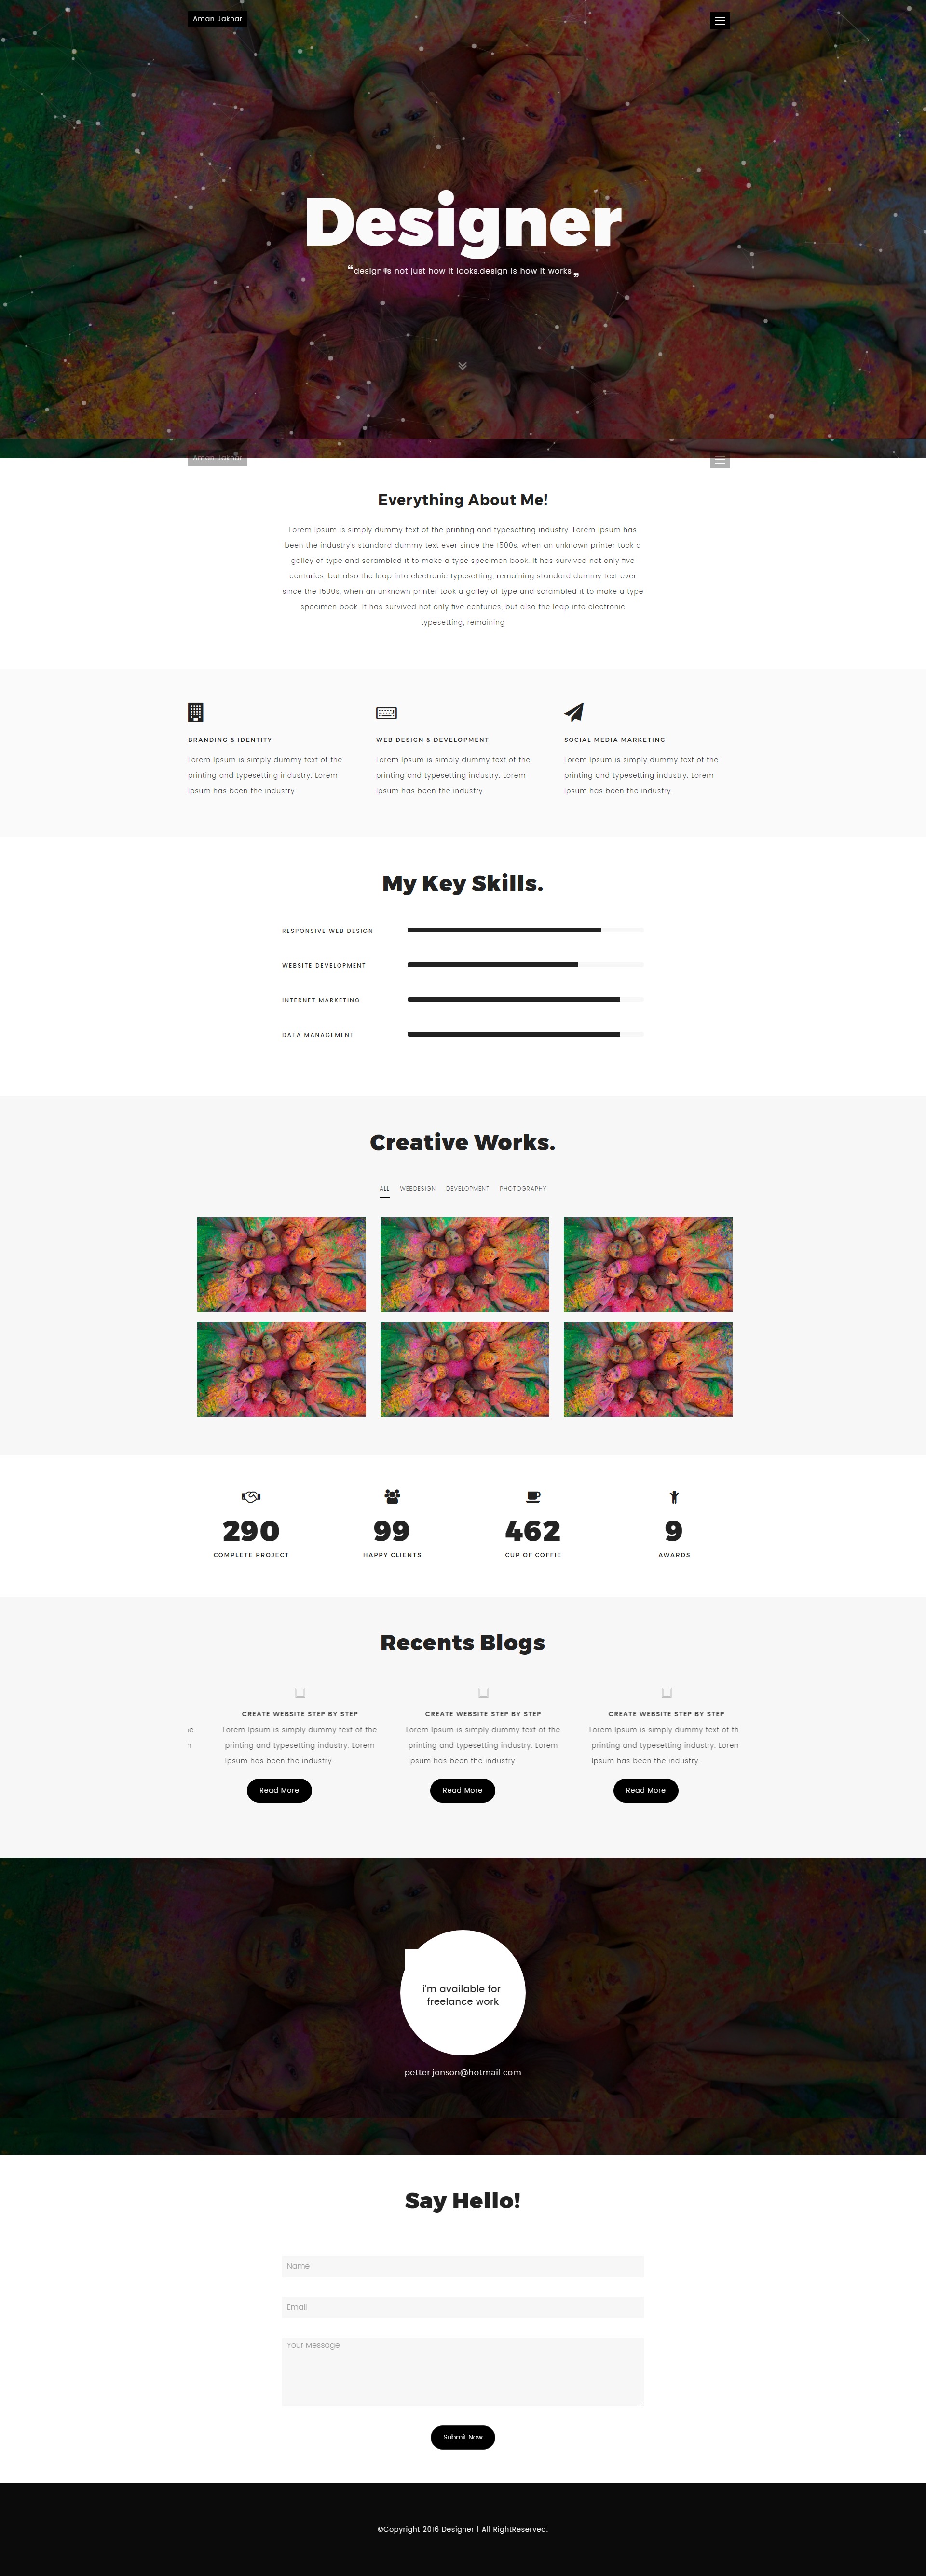 Aman Jakhar
Designer
❝design is not just how it looks,design is how it works❞
Aman Jakhar
Everything About Me!
Lorem Ipsum is simply dummy text of the printing and typesetting industry. Lorem Ipsum has
been the industry's standard dummy text ever since the 1500s, when an unknown printer took a
galley of type and scrambled it to make a type specimen book. It has survived not only five
centuries, but also the leap into electronic typesetting, remaining standard dummy text ever
since the 1500s, when an unknown printer took a galley of type and scrambled it to make a type
specimen book. It has survived not only five centuries, but also the leap into electronic
typesetting, remaining
BRANDING & IDENTITY
Lorem Ipsum is simply dummy text of the
printing and typesetting industry. Lorem
Ipsum has been the industry.
WEB DESIGN & DEVELOPMENT
Lorem Ipsum is simply dummy text of the
printing and typesetting industry. Lorem
Ipsum has been the industry.
SOCIAL MEDIA MARKETING
Lorem Ipsum is simply dummy text of the
printing and typesetting industry. Lorem
Ipsum has been the industry.
My Key Skills.
RESPONSIVE WEB DESIGN
WEBSITE DEVELOPMENT
INTERNET MARKETING
DATA MANAGEMENT
Creative Works.
ALL WEBDESIGN DEVELOPMENT PHOTOGRAPHY
290
COMPLETE PROJECT
99
HAPPY CLIENTS
462
CUP OF COFFIE
9
AWARDS
Recents Blogs
CREATE WEBSITE STEP BY STEP
Lorem Ipsum is simply dummy text of the
printing and typesetting industry. Lorem
Ipsum has been the industry.
Read More
CREATE WEBSITE STEP BY STEP
Lorem Ipsum is simply dummy text of the
printing and typesetting industry. Lorem
Ipsum has been the industry.
Read More
CREATE WEBSITE STEP BY STEP
Lorem Ipsum is simply dummy text of th
printing and typesetting industry. Loren
Ipsum has been the industry.
Read More
i'm available for
freelance work
petter.jonson@hotmail.com
Say Hello!
Name
Email
Your Message
Submit Now
©Copyright 2016 Designer | All RightReserved.